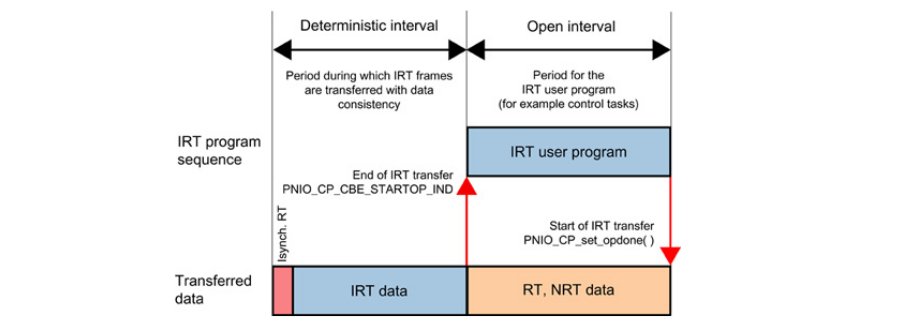 Deterministic interval
Open interval
Period during which IRT frames
are transferred with data
consistency
Period for the
IRT user program
(for example control tasks)
IRT program
sequence
IRT user program
End of IRT transfer
PNIO_CP_CBE_STARTOP_IND
Isynch. RT
Start of IRT transfer
PNIO_CP_set_opdone( )
Transferred
data
IRT data
RT, NRT data